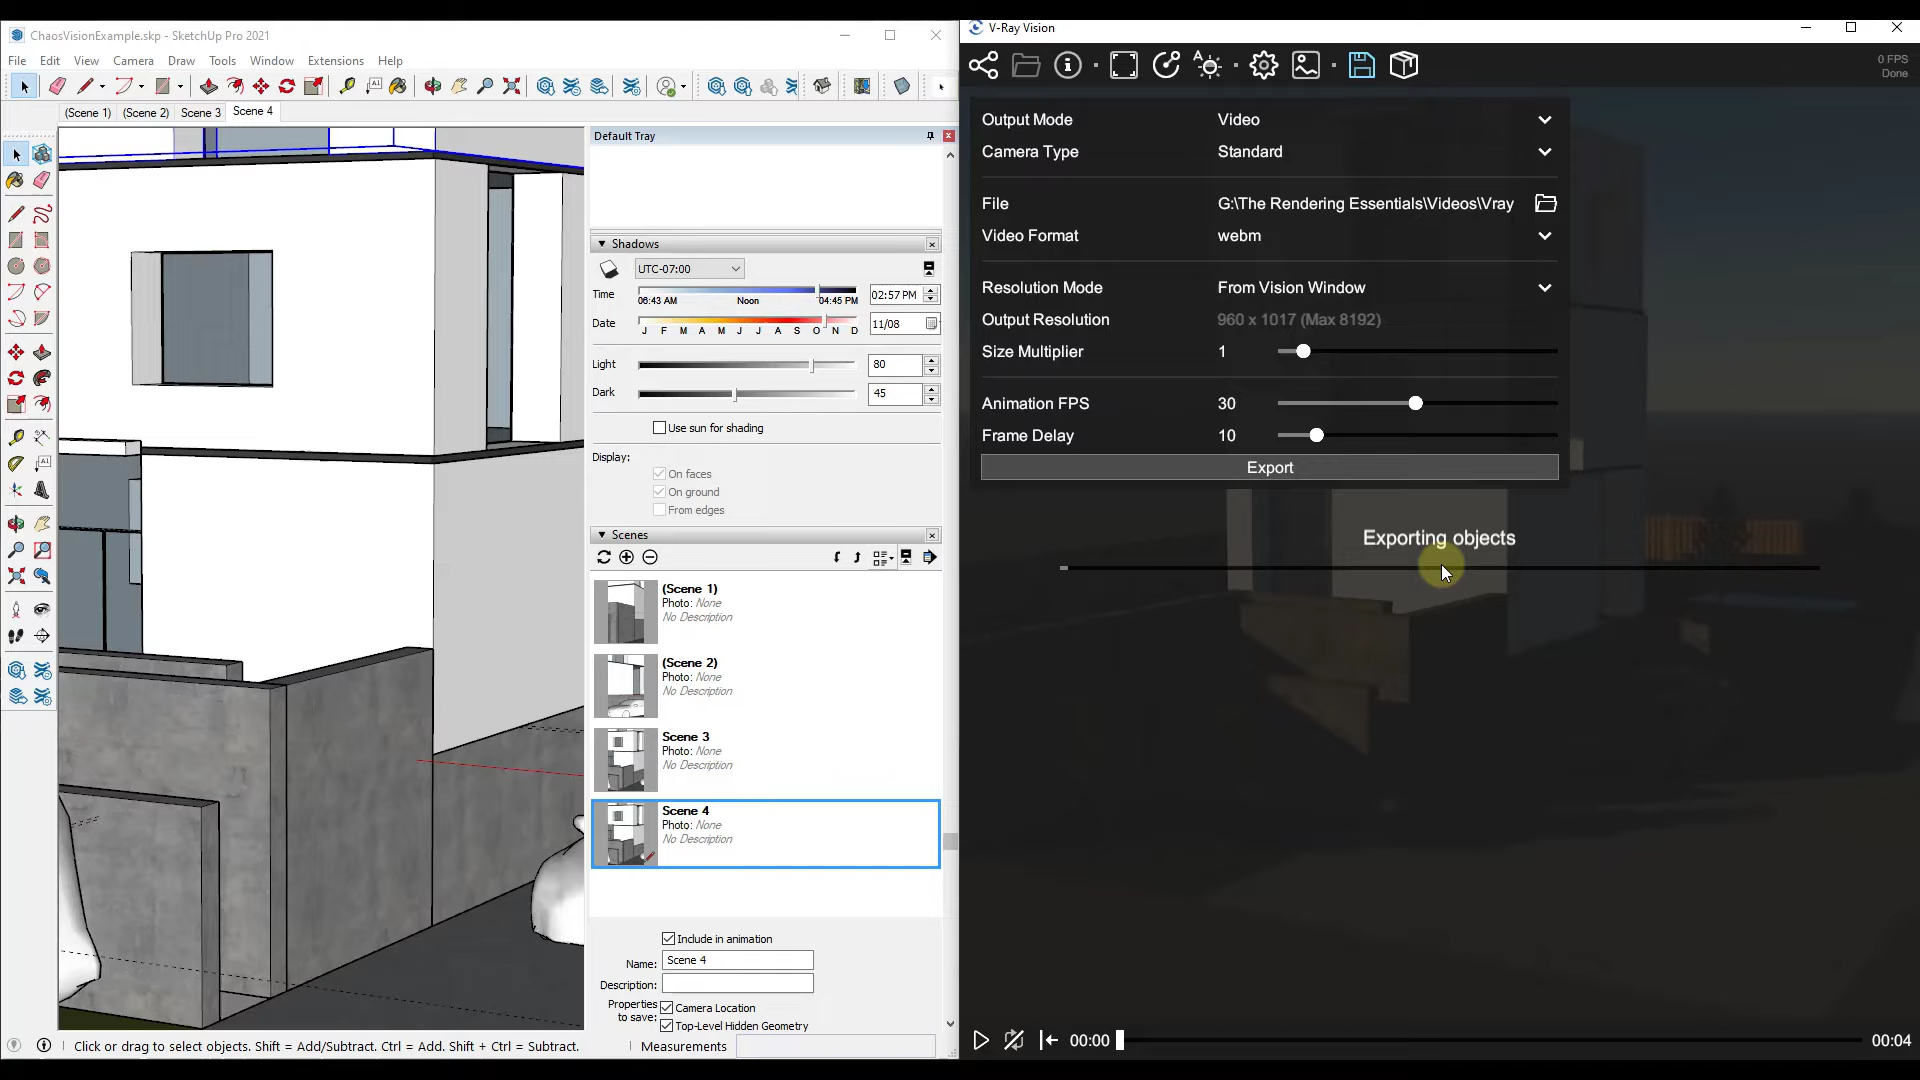 ChaosVisionExample.skp - SketchUp Pro 2021
File Edit View Camera Draw Tools Window Extensions Help
(Scene 1) (Scene 2) Scene 3 Scene 4
Default Tray
Shadows
UTC-07:00
Time 06:43 AM Noon 04:45 PM 02:57 PM
Date J F M A M J J A S O N D 11/08
Light 80
Dark 45
Use sun for shading
Display:
On faces
On ground
From edges
Scenes
(Scene 1)
Photo: None
No Description
(Scene 2)
Photo: None
No Description
Scene 3
Photo: None
No Description
Scene 4
Photo: None
No Description
Include in animation
Name: Scene 4
Description:
Properties to save: Camera Location
Top-Level Hidden Geometry
Click or drag to select objects. Shift = Add/Subtract. Ctrl = Add. Shift + Ctrl = Subtract. Measurements
V-Ray Vision
0 FPS
Done
Output Mode Video
Camera Type Standard
File G:\The Rendering Essentials\Videos\Vray
Video Format webm
Resolution Mode From Vision Window
Output Resolution 960 x 1017 (Max 8192)
Size Multiplier 1
Animation FPS 30
Frame Delay 10
Export
Exporting objects
00:00 00:04